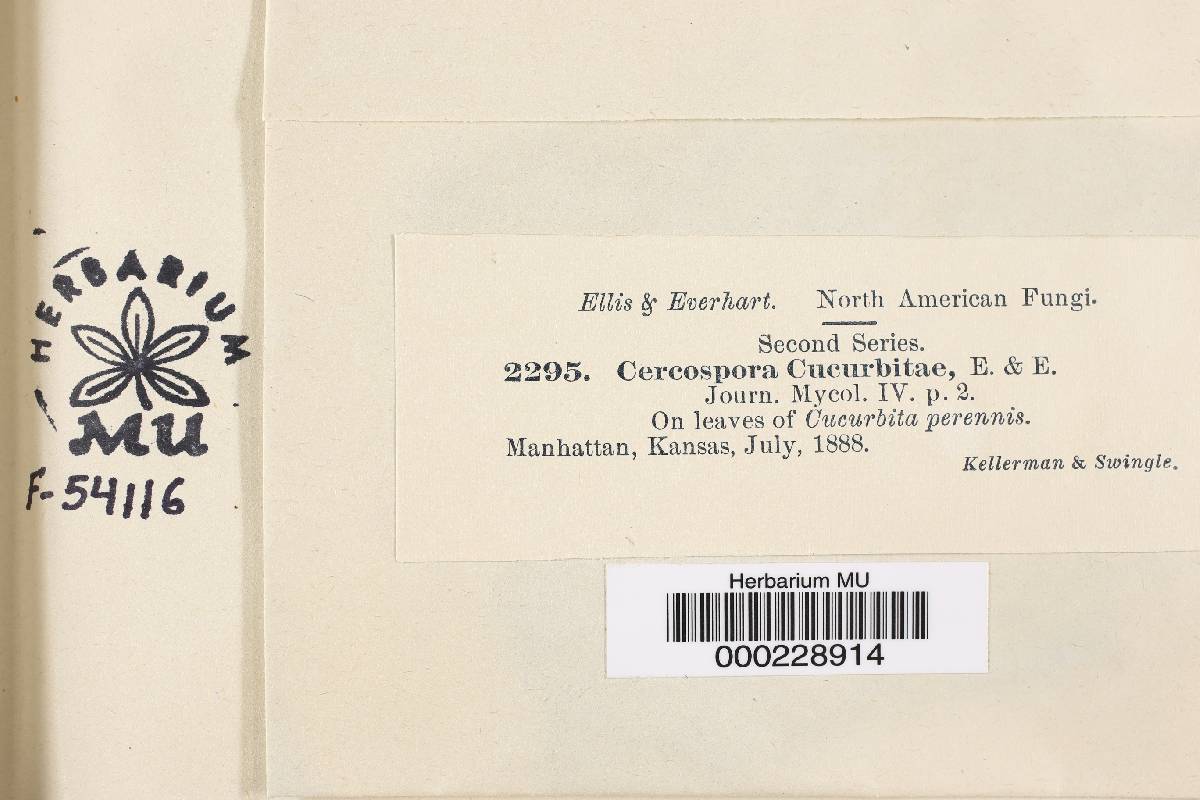 HERBARIUM
MU
F-54116
Ellis & Everhart. North American Fungi.
Second Series.
2295. Cercospora Cucurbitae, E. & E.
Journ. Mycol. IV. p. 2.
On leaves of Cucurbita perennis.
Manhattan, Kansas, July, 1888.
Kellerman & Swingle.
Herbarium MU
000228914